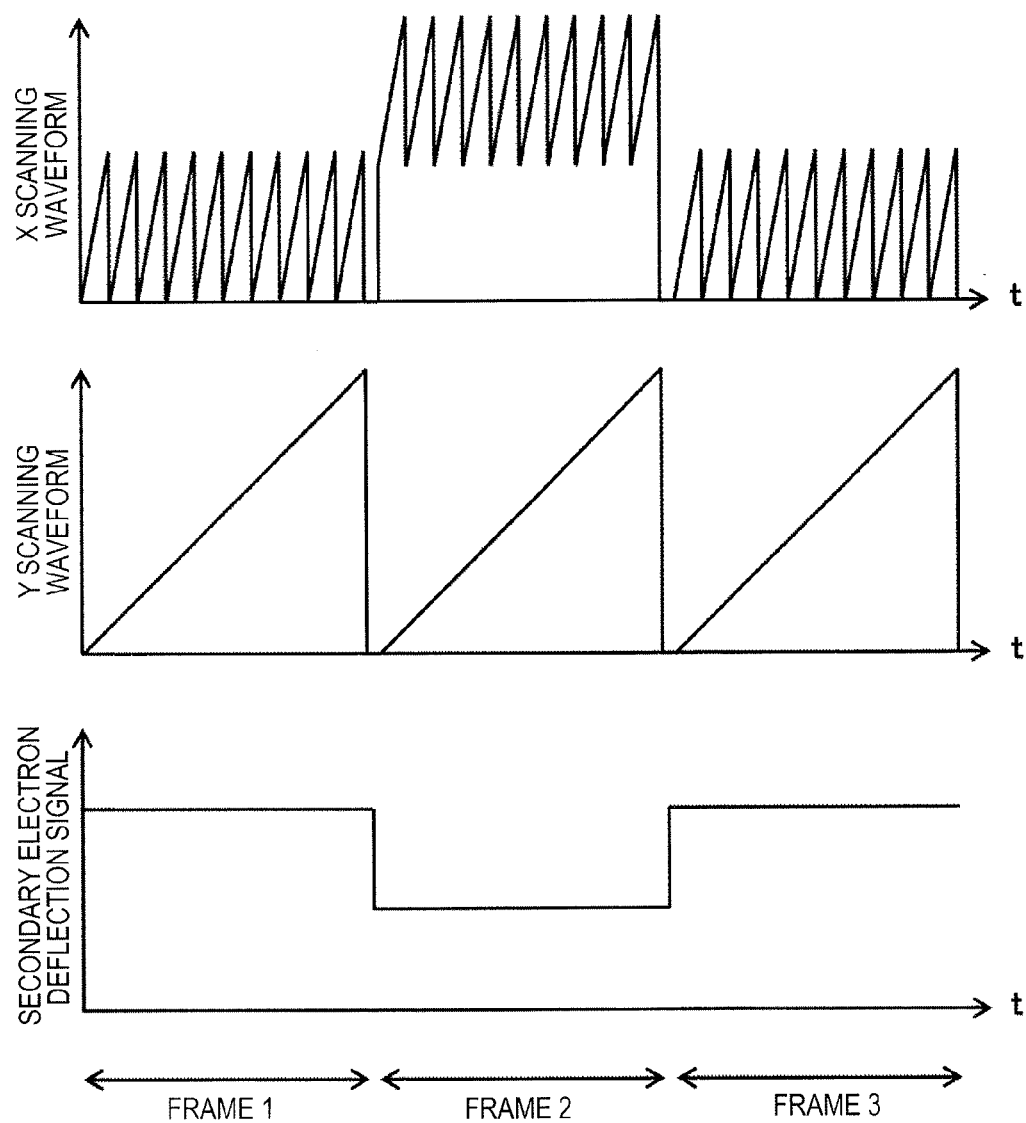 X SCANNING
WAVEFORM
t
Y SCANNING
WAVEFORM
t
SECONDARY ELECTRON
DEFLECTION SIGNAL
t
FRAME 1
FRAME 2
FRAME 3